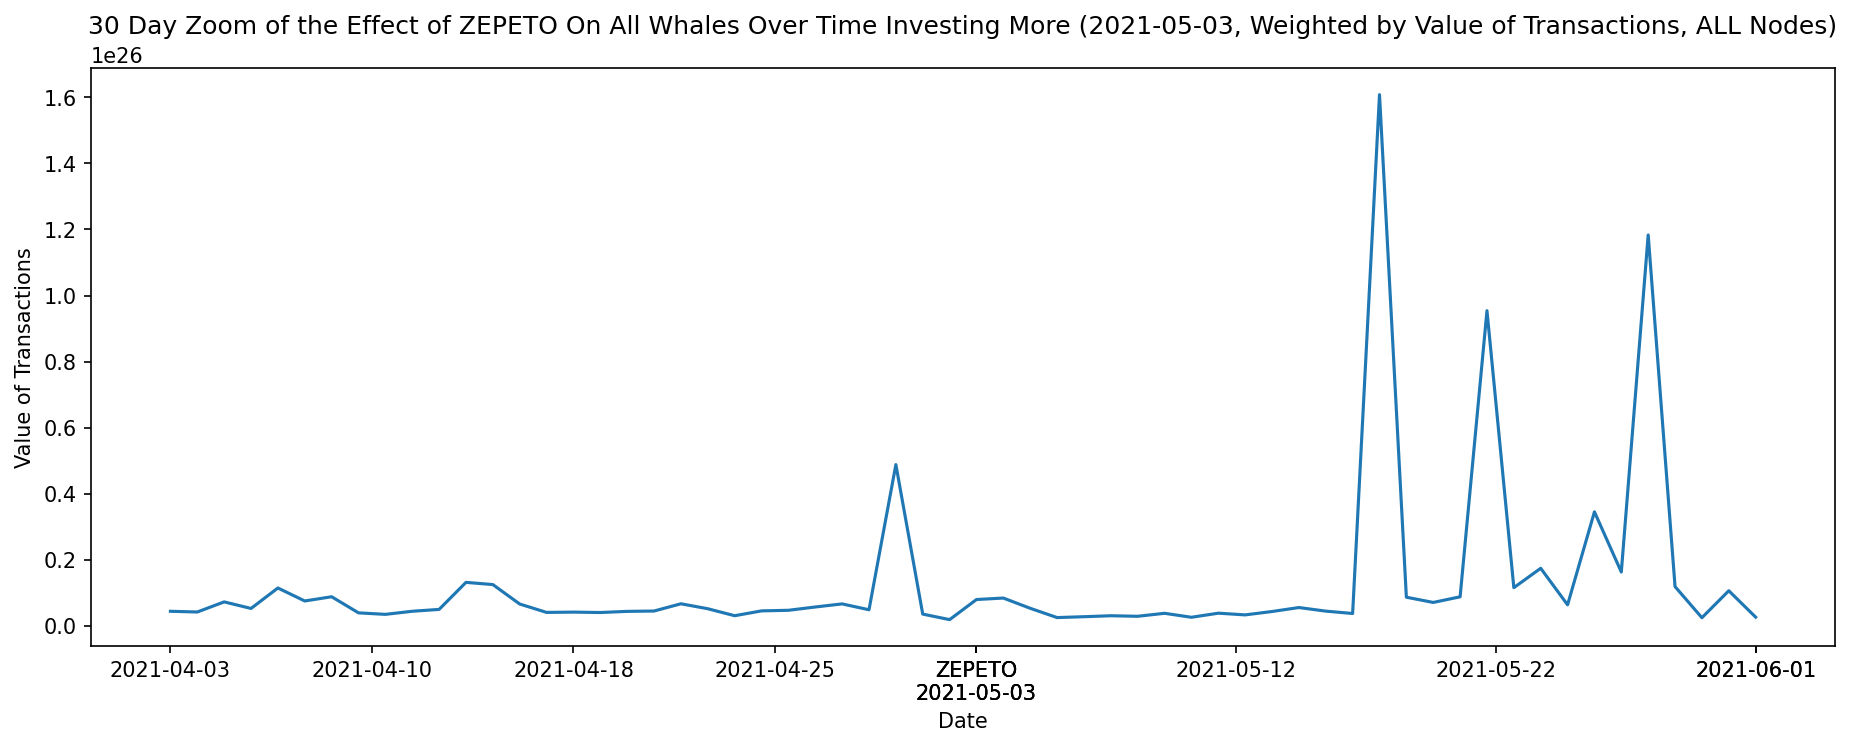 30 Day Zoom of the Effect of ZEPETO On All Whales Over Time Investing More (2021-05-03, Weighted by Value of Transactions, ALL Nodes)
1e26
1.6
1.4
1.2
1.0
0.8
0.6
0.4
0.2
0.0
Value of Transactions
2021-04-03 2021-04-10 2021-04-18 2021-04-25 ZEPETO 2021-05-12 2021-05-22 2021-06-01
2021-05-03
Date